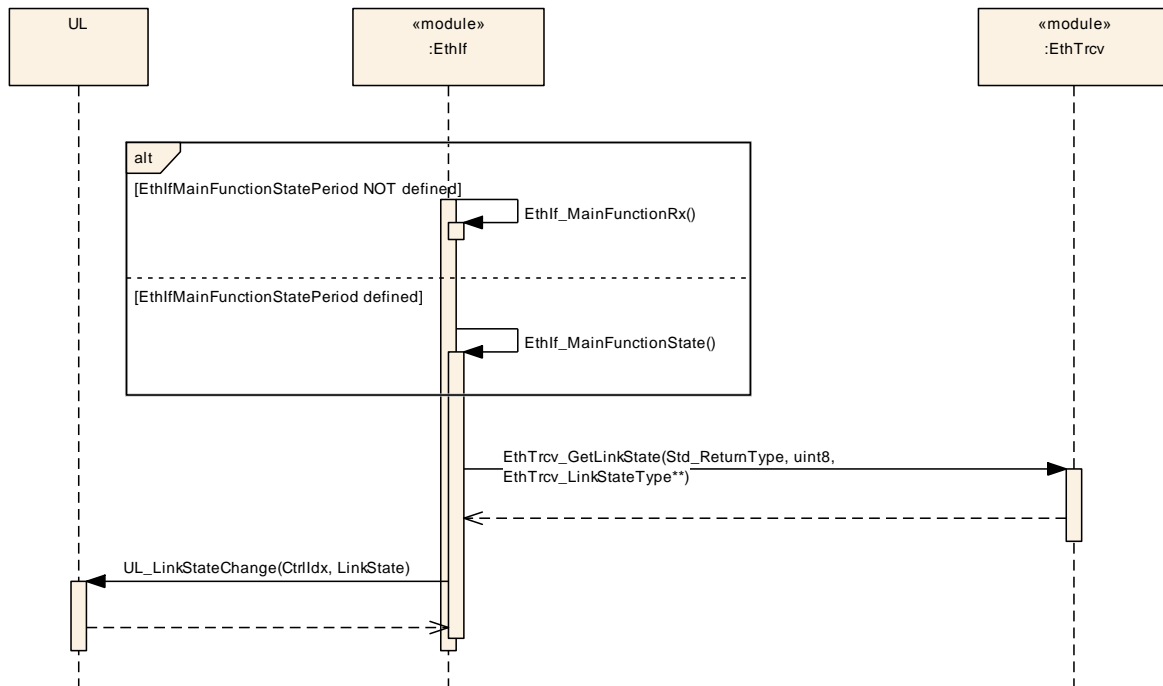 UL
«module»
:EthIf
«module»
:EthTrcv
alt
[EthIfMainFunctionStatePeriod NOT defined]
EthIf_MainFunctionRx()
[EthIfMainFunctionStatePeriod defined]
EthIf_MainFunctionState()
EthTrcv_GetLinkState(Std_ReturnType, uint8,
EthTrcv_LinkStateType**)
UL_LinkStateChange(CtrlIdx, LinkState)